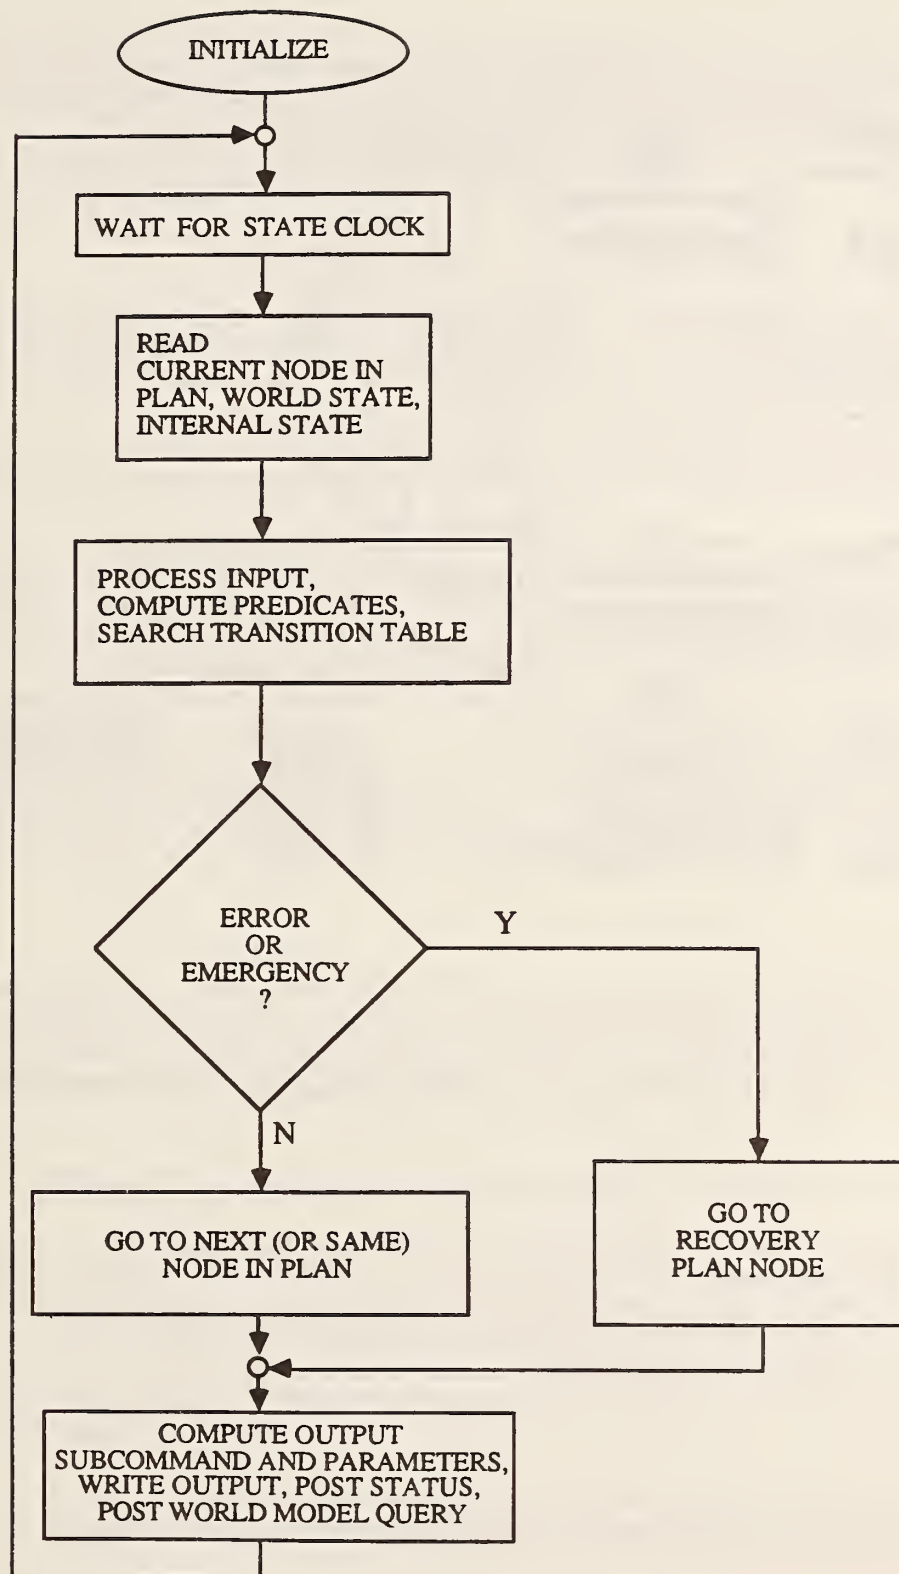 INITIALIZE
WAIT FOR STATE CLOCK
READ
CURRENT NODE IN
PLAN, WORLD STATE,
INTERNAL STATE
PROCESS INPUT,
COMPUTE PREDICATES,
SEARCH TRANSITION TABLE
ERROR
OR
EMERGENCY
?
Y
N
GO TO NEXT (OR SAME)
NODE IN PLAN
GO TO
RECOVERY
PLAN NODE
COMPUTE OUTPUT
SUBCOMMAND AND PARAMETERS,
WRITE OUTPUT, POST STATUS,
POST WORLD MODEL QUERY